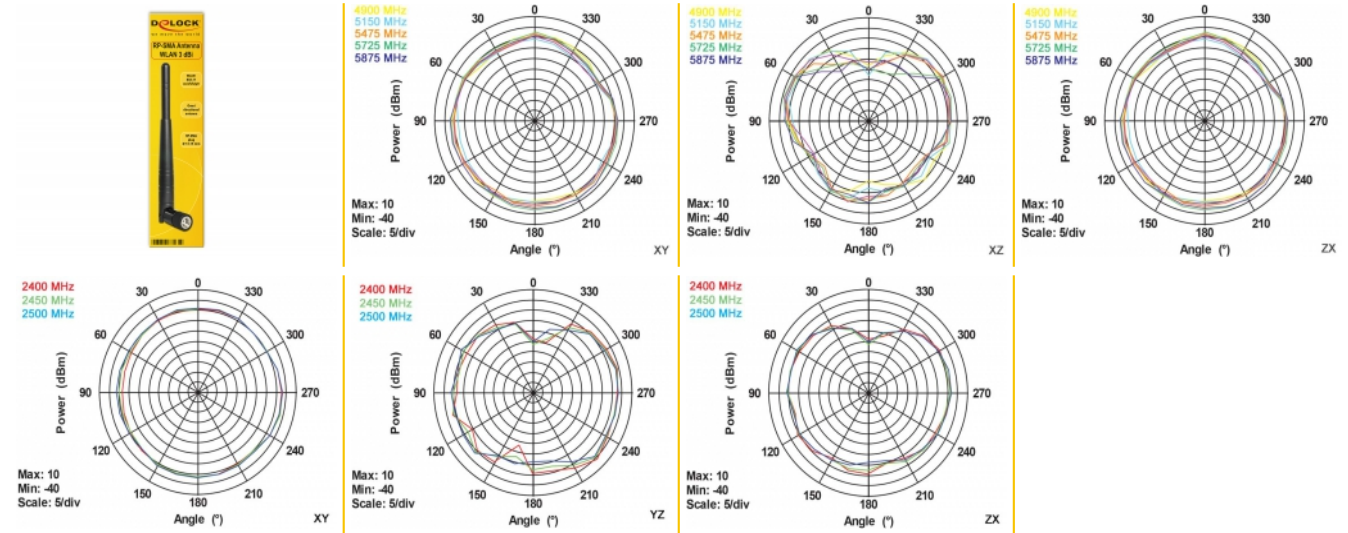 DELOCK
RP-SMA Antenna
WLAN 3 dBi
4900 MHz
5150 MHz
5475 MHz
5725 MHz
5875 MHz
0
30
330
60
300
90
270
120
240
150
210
180
Power (dBm)
Max: 10
Min: -40
Scale: 5/div
Angle (°)
XY
4900 MHz
5150 MHz
5475 MHz
5725 MHz
5875 MHz
0
30
330
60
300
90
270
120
240
150
210
180
Power (dBm)
Max: 10
Min: -40
Scale: 5/div
Angle (°)
XZ
4900 MHz
5150 MHz
5475 MHz
5725 MHz
5875 MHz
0
30
330
60
300
90
270
120
240
150
210
180
Power (dBm)
Max: 10
Min: -40
Scale: 5/div
Angle (°)
ZX
2400 MHz
2450 MHz
2500 MHz
0
30
330
60
300
90
270
120
240
150
210
180
Power (dBm)
Max: 10
Min: -40
Scale: 5/div
Angle (°)
XY
2400 MHz
2450 MHz
2500 MHz
0
30
330
60
300
90
270
120
240
150
210
180
Power (dBm)
Max: 10
Min: -40
Scale: 5/div
Angle (°)
YZ
2400 MHz
2450 MHz
2500 MHz
0
30
330
60
300
90
270
120
240
150
210
180
Power (dBm)
Max: 10
Min: -40
Scale: 5/div
Angle (°)
ZX